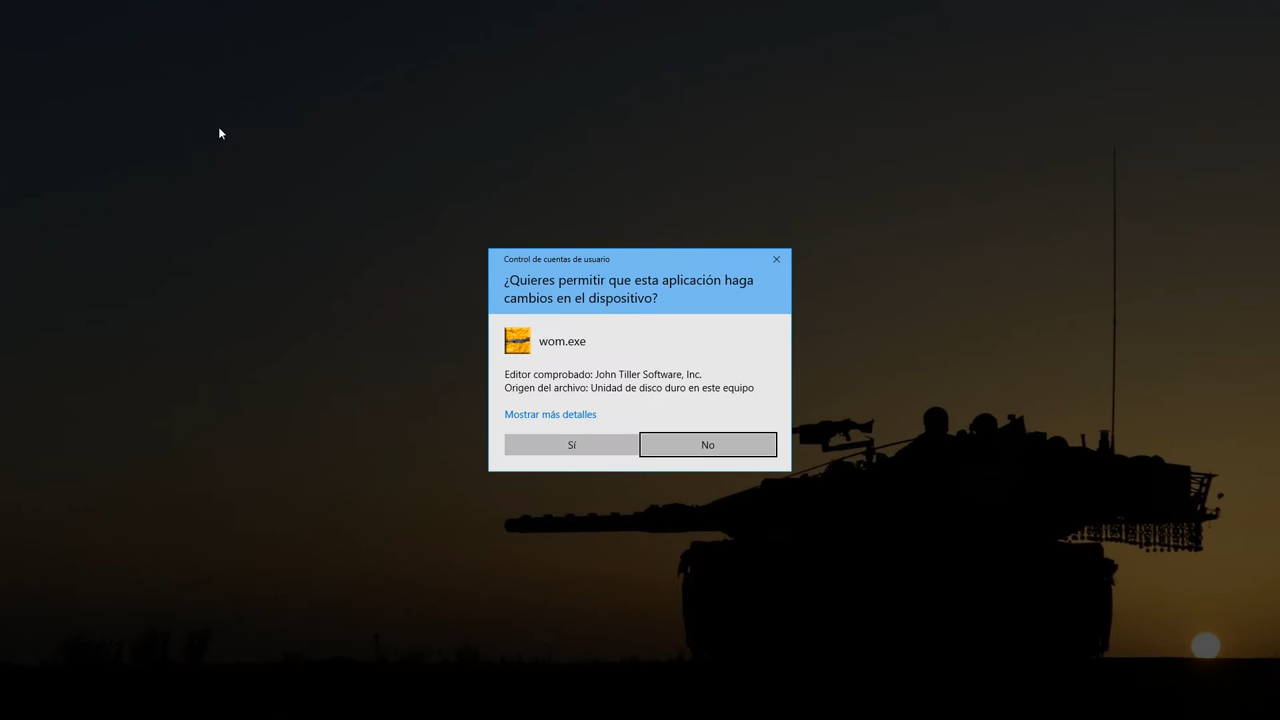 Control de cuentas de usuario
¿Quieres permitir que esta aplicación haga
cambios en el dispositivo?
wom.exe
Editor comprobado: John Tiller Software, Inc.
Origen del archivo: Unidad de disco duro en este equipo
Mostrar más detalles
Sí
No